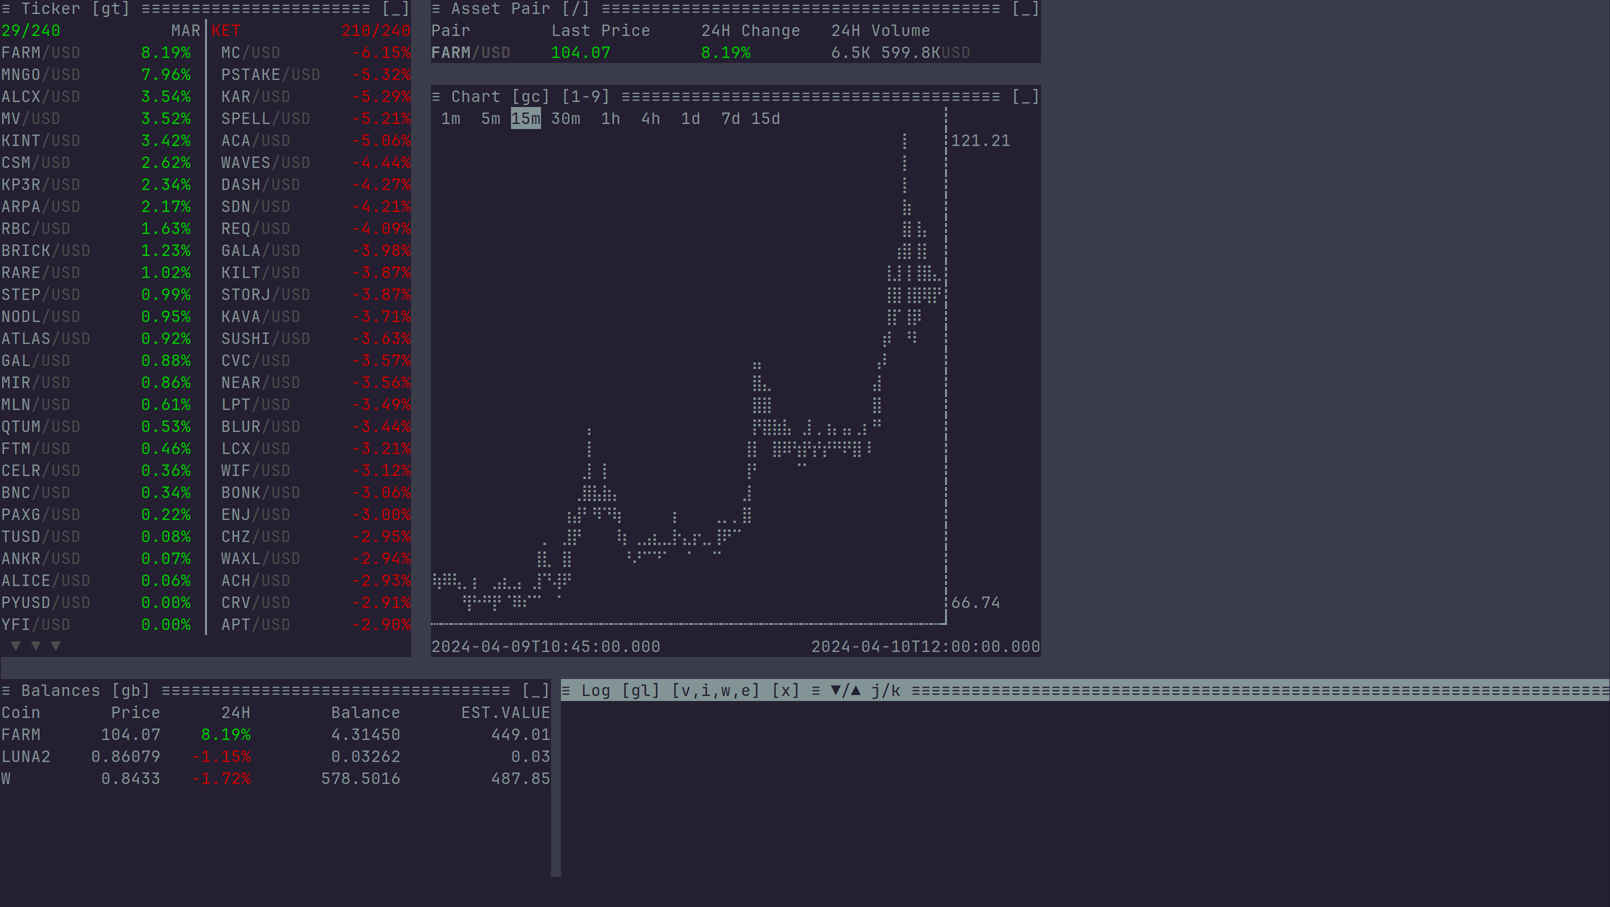 ≡ Ticker [gt] ======================= [_]
29/240 MARKET 210/240
FARM/USD 8.19% MC/USD -6.15%
MNGO/USD 7.96% PSTAKE/USD -5.32%
ALCX/USD 3.54% KAR/USD -5.29%
MV/USD 3.52% SPELL/USD -5.21%
KINT/USD 3.42% ACA/USD -5.06%
CSM/USD 2.62% WAVES/USD -4.44%
KP3R/USD 2.34% DASH/USD -4.27%
ARPA/USD 2.17% SDN/USD -4.21%
RBC/USD 1.63% REQ/USD -4.09%
BRICK/USD 1.23% GALA/USD -3.98%
RARE/USD 1.02% KILT/USD -3.87%
STEP/USD 0.99% STORJ/USD -3.87%
NODL/USD 0.95% KAVA/USD -3.71%
ATLAS/USD 0.92% SUSHI/USD -3.63%
GAL/USD 0.88% CVC/USD -3.57%
MIR/USD 0.86% NEAR/USD -3.56%
MLN/USD 0.61% LPT/USD -3.49%
QTUM/USD 0.53% BLUR/USD -3.44%
FTM/USD 0.46% LCX/USD -3.21%
CELR/USD 0.36% WIF/USD -3.12%
BNC/USD 0.34% BONK/USD -3.06%
PAXG/USD 0.22% ENJ/USD -3.00%
TUSD/USD 0.08% CHZ/USD -2.95%
ANKR/USD 0.07% WAXL/USD -2.94%
ALICE/USD 0.06% ACH/USD -2.93%
PYUSD/USD 0.00% CRV/USD -2.91%
YFI/USD 0.00% APT/USD -2.90%
▼ ▼ ▼
≡ Asset Pair [/] ======================================== [_]
Pair Last Price 24H Change 24H Volume
FARM/USD 104.07 8.19% 6.5K 599.8KUSD
≡ Chart [gc] [1-9] ====================================== [_]
1m 5m 15m 30m 1h 4h 1d 7d 15d
121.21
66.74
2024-04-09T10:45:00.000 2024-04-10T12:00:00.000
≡ Balances [gb] =================================== [_]
Coin Price 24H Balance EST.VALUE
FARM 104.07 8.19% 4.31450 449.01
LUNA2 0.86079 -1.15% 0.03262 0.03
W 0.8433 -1.72% 578.5016 487.85
≡ Log [gl] [v,i,w,e] [x] ≡ ▼/▲ j/k ======================================================================